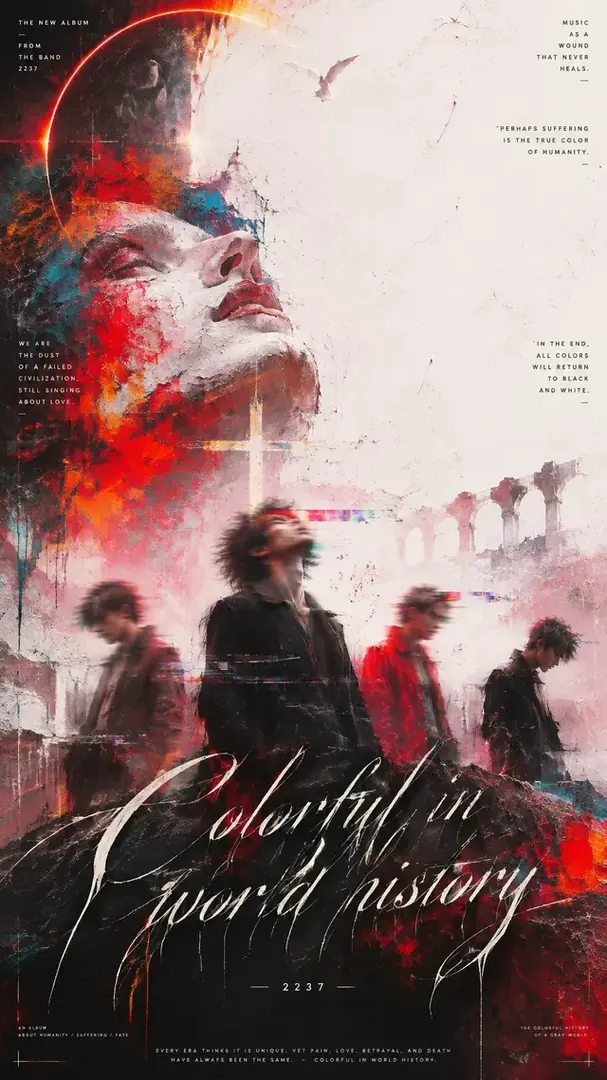 THE NEW ALBUM
—
FROM
THE BAND
2237
MUSIC
AS A
WOUND
THAT NEVER
HEALS.
—
"PERHAPS SUFFERING
IS THE TRUE COLOR
OF HUMANITY.
—
WE ARE
THE DUST
OF A FAILED
CIVILIZATION,
STILL SINGING
ABOUT LOVE.
—
"IN THE END,
ALL COLORS
WILL RETURN
TO BLACK
AND WHITE.
—
Colorful in
world history
— 2237 —
AN ALBUM
ABOUT HUMANITY / SUFFERING / FATE
THE COLORFUL HISTORY
OF A GRAY WORLD
EVERY ERA THINKS IT IS UNIQUE. YET PAIN, LOVE, BETRAYAL, AND DEATH
HAVE ALWAYS BEEN THE SAME. – COLORFUL IN WORLD HISTORY.